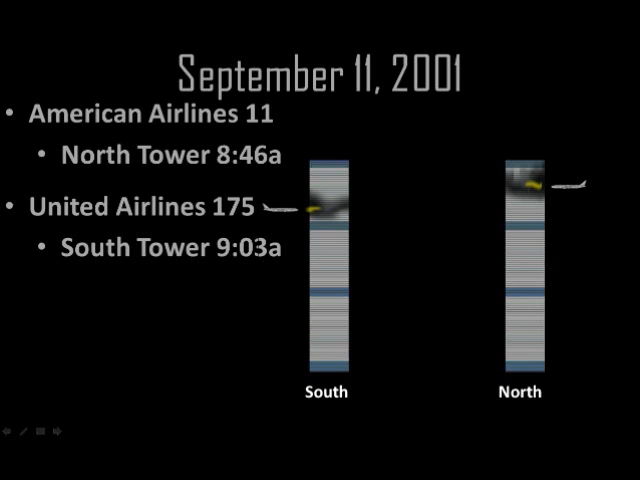 September 11, 2001
• American Airlines 11
• North Tower 8:46a
• United Airlines 175
• South Tower 9:03a
South
North